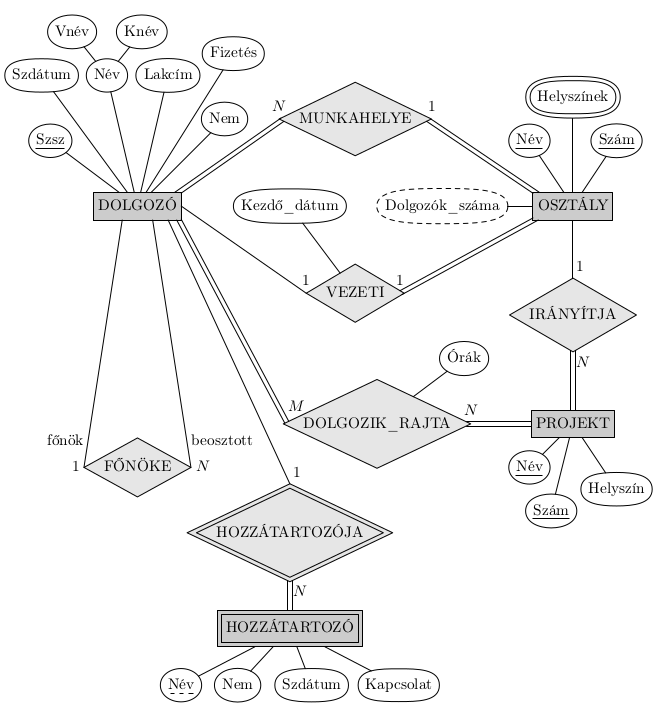 Vnév
Knév
Fizetés
Szdátum
Név
Lakcím
Helyszínek
N
1
MUNKAHELYE
Nem
Szsz
Név
Szám
DOLGOZÓ
Kezdő_dátum
Dolgozók_száma
OSZTÁLY
1
1
1
VEZETI
IRÁNYÍTJA
Órák
N
M
N
DOLGOZIK_RAJTA
PROJEKT
főnök
beosztott
1
FŐNÖKE
N
Név
Helyszín
1
Szám
HOZZÁTARTOZÓJA
N
HOZZÁTARTOZÓ
Név
Nem
Szdátum
Kapcsolat